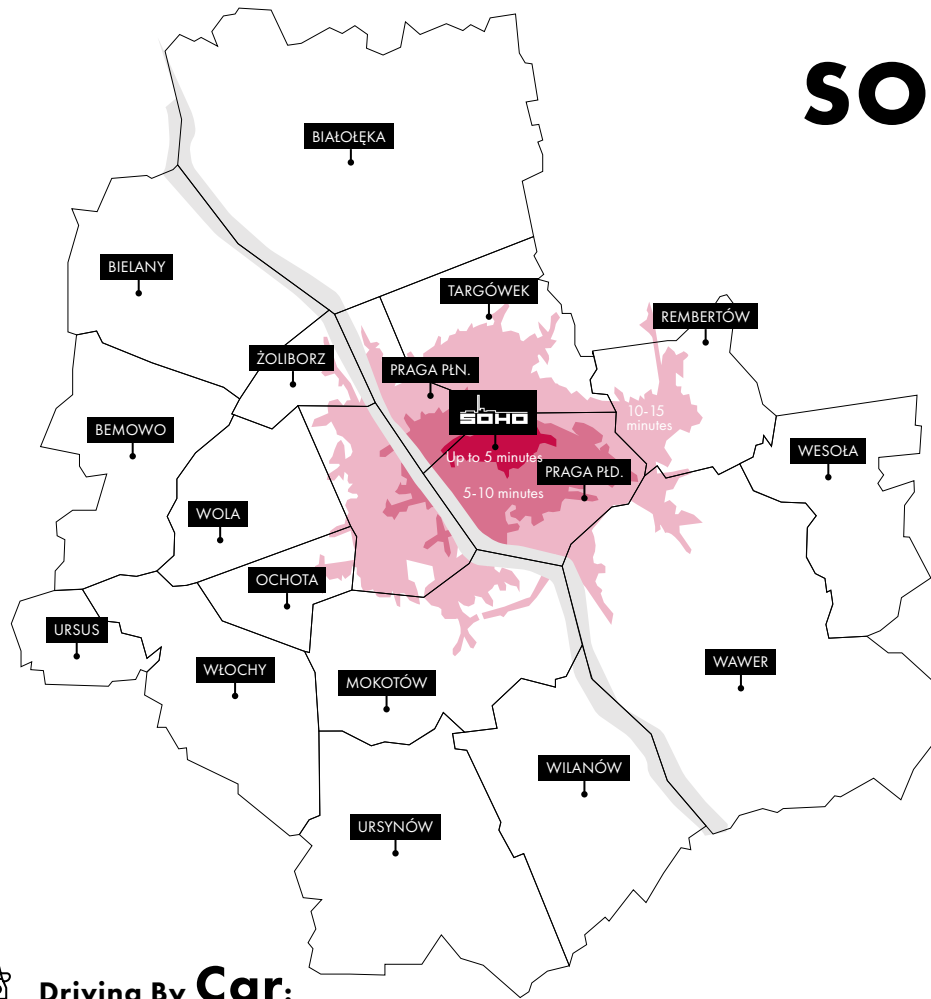 SO
BIAŁOŁĘKA
BIELANY
TARGÓWEK
REMBERTÓW
ŻOLIBORZ
PRAGA PŁN.
SOHO
10-15
minutes
BEMOWO
WESOŁA
Up to 5 minutes
PRAGA PŁD.
5-10 minutes
WOLA
OCHOTA
URSUS
WŁOCHY
MOKOTÓW
WAWER
WILANÓW
URSYNÓW
Driving By Car: